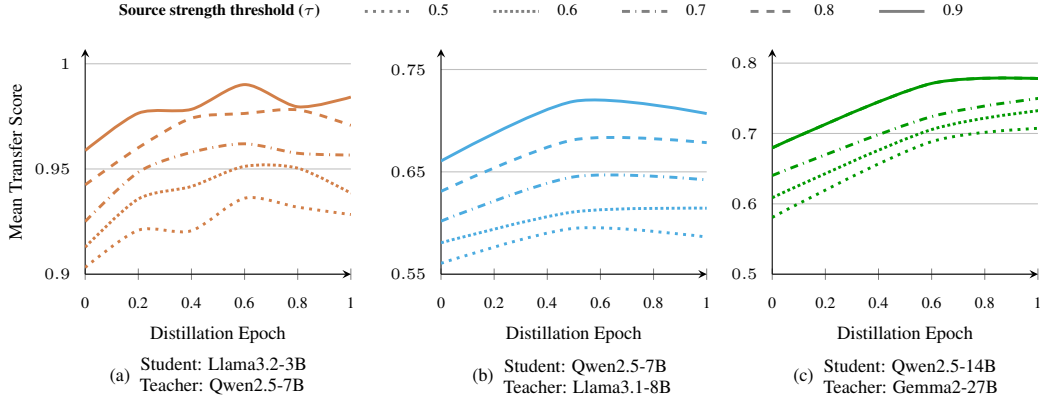 Source strength threshold (τ) 0.5 0.6 0.7 0.8 0.9
Mean Transfer Score
1
0.95
0.9
0 0.2 0.4 0.6 0.8 1
Distillation Epoch
(a) Student: Llama3.2-3B
Teacher: Qwen2.5-7B
0.75
0.65
0.55
0 0.2 0.4 0.6 0.8 1
Distillation Epoch
(b) Student: Qwen2.5-7B
Teacher: Llama3.1-8B
0.8
0.7
0.6
0.5
0 0.2 0.4 0.6 0.8 1
Distillation Epoch
(c) Student: Qwen2.5-14B
Teacher: Gemma2-27B